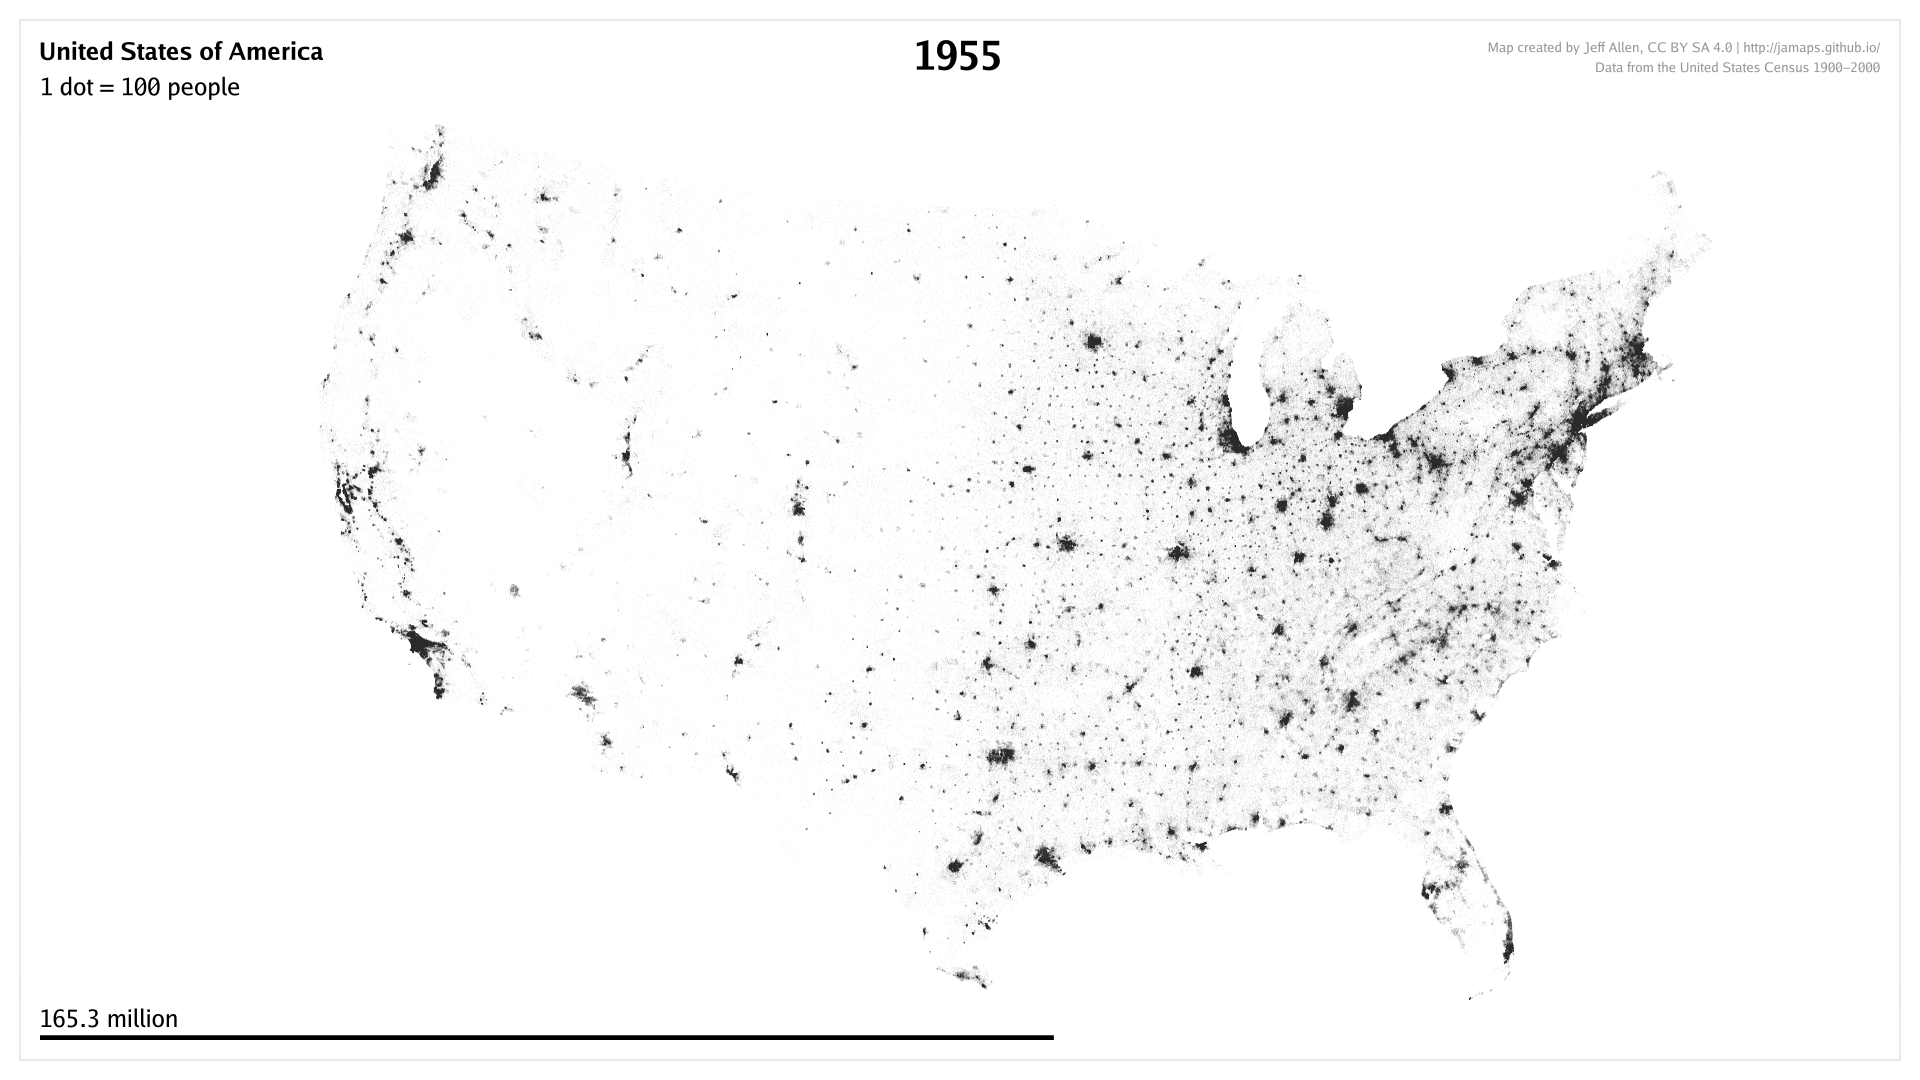 United States of America
1 dot = 100 people
1955
Map created by Jeff Allen, CC BY SA 4.0 | http://jamaps.github.io/
Data from the United States Census 1900–2000
165.3 million